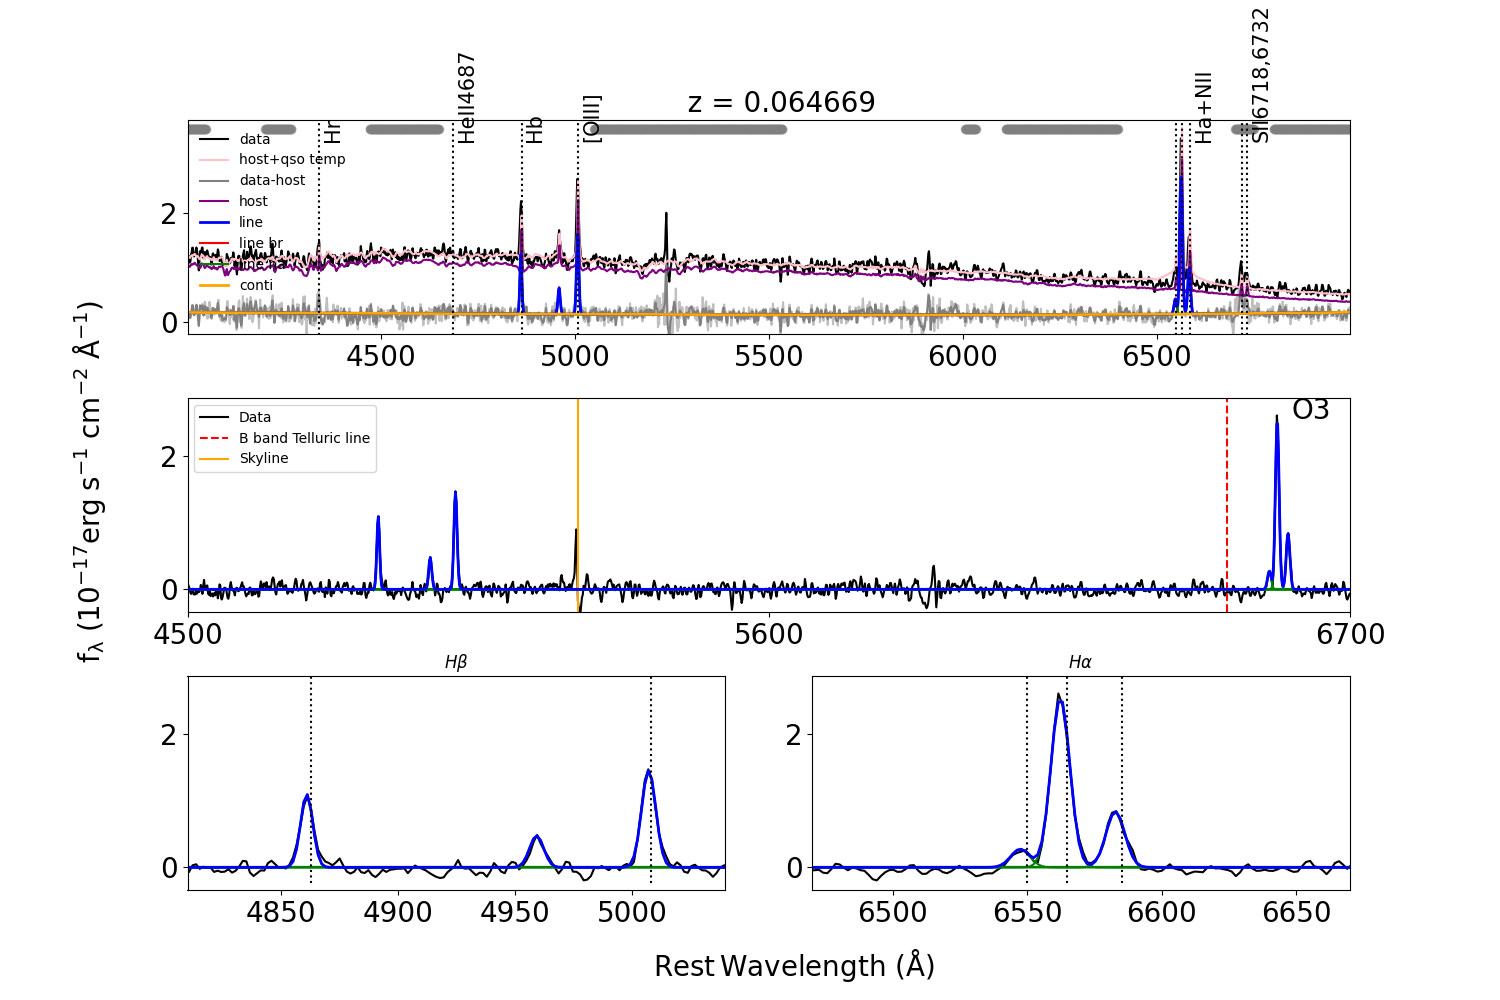 z = 0.064669
Hr
HeII4687
Hb
[OIII]
Ha+NII
SII6718,6732
data
host+qso temp
data-host
host
line
line br
conti
2
0
4500 5000 5500 6000 6500
Data
B band Telluric line
Skyline
O3
2
0
4500 5600 6700
fλ (10−17erg s−1 cm−2 Å−1)
Hβ
2
0
4850 4900 4950 5000
Hα
2
0
6500 6550 6600 6650
Rest Wavelength (Å)